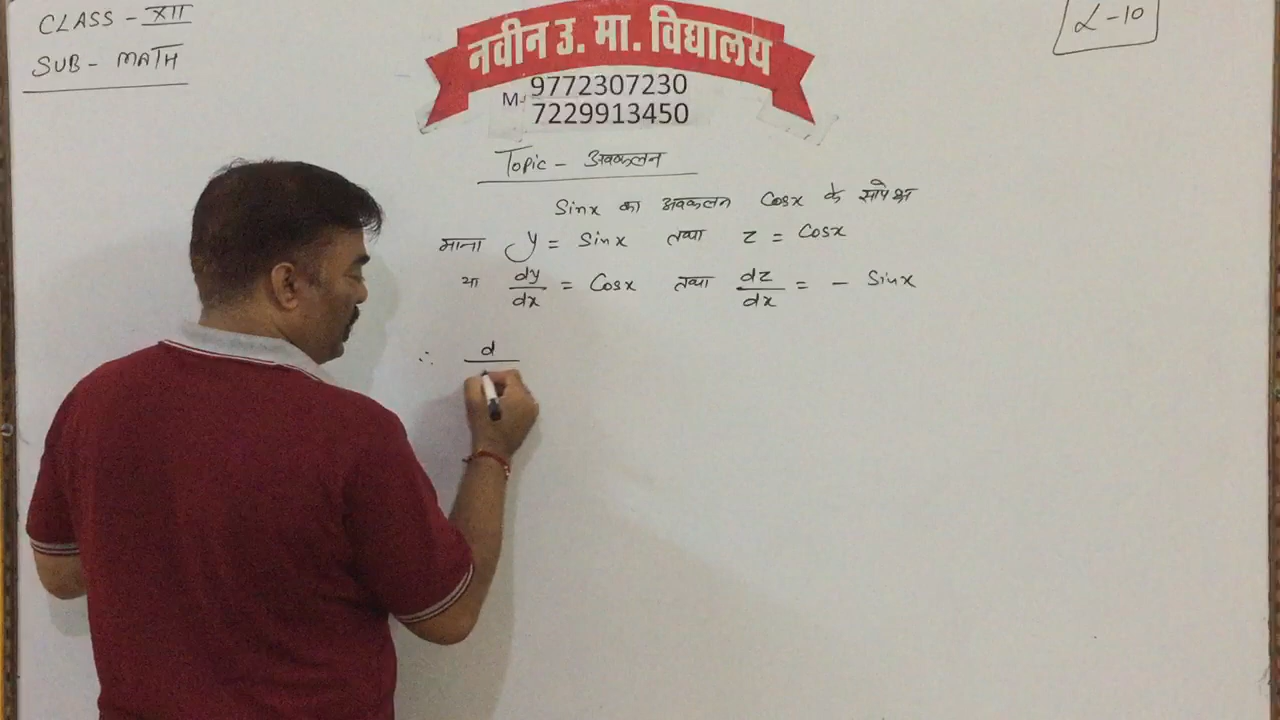 CLASS - XII
SUB - MATH
नवीन उ. मा. विद्यालय
M- 9772307230
7229913450
L-10
Topic - अवकलन
Sinx का अवकलन Cosx के सापेक्ष
माना y = Sinx तथा z = Cosx
या dy/dx = Cosx तथा dz/dx = - Sinx
∴ d